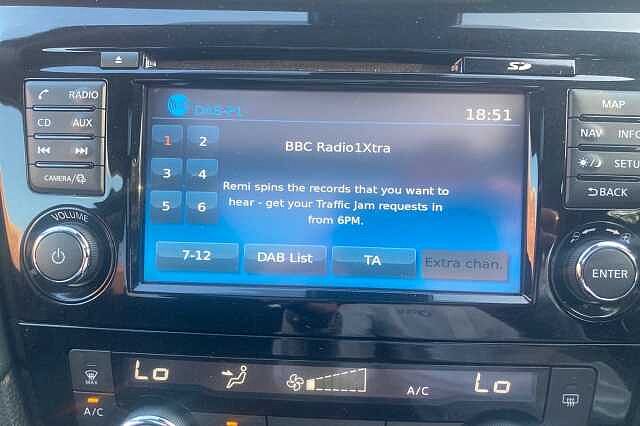 SD
RADIO
CD AUX
CAMERA/
VOLUME
DAB-P1 18:51
1 2
3 4
5 6
BBC Radio1Xtra
Remi spins the records that you want to
hear - get your Traffic Jam requests in
from 6PM.
7-12 DAB List TA Extra chan.
MAP
NAV INFO
SETU
BACK
ENTER
MAX
A/C
Lo
A/C
Lo